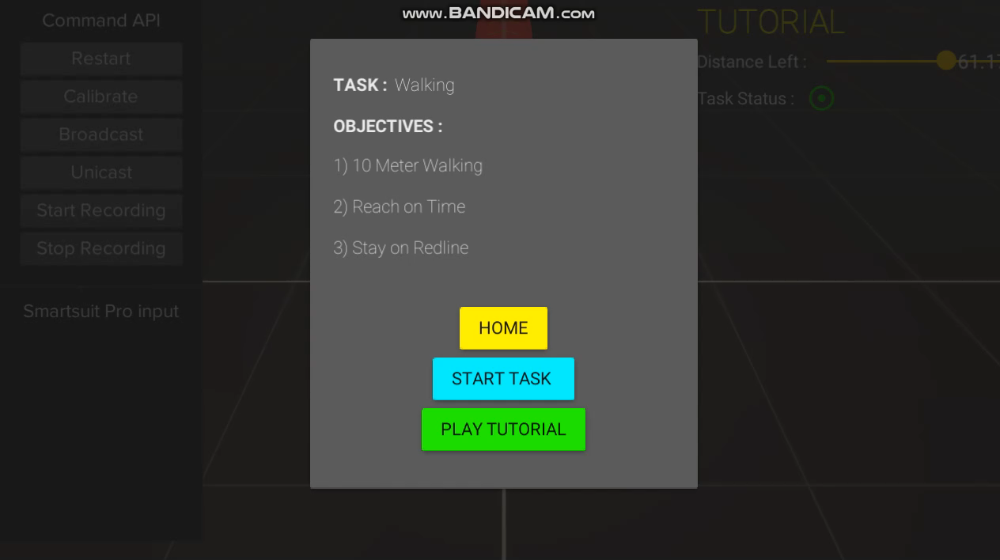 www.BANDICAM.com
Command API
Restart
Calibrate
Broadcast
Unicast
Start Recording
Stop Recording
Smartsuit Pro input
TASK : Walking
OBJECTIVES :
1) 10 Meter Walking
2) Reach on Time
3) Stay on Redline
HOME
START TASK
PLAY TUTORIAL
TUTORIAL
Distance Left :
Task Status :